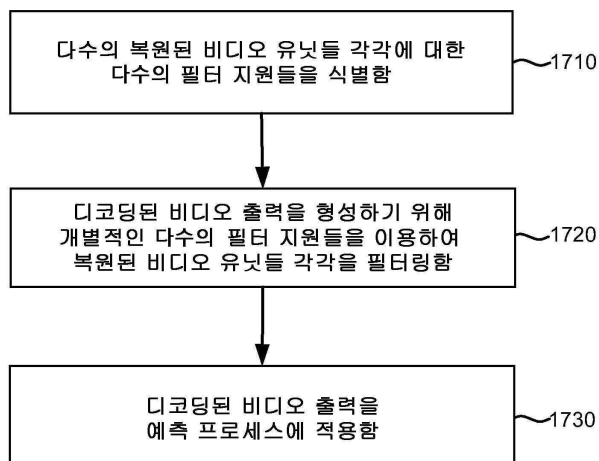 다수의 복원된 비디오 유닛들 각각에 대한
다수의 필터 지원들을 식별함
1710
디코딩된 비디오 출력을 형성하기 위해
개별적인 다수의 필터 지원들을 이용하여
복원된 비디오 유닛들 각각을 필터링함
1720
디코딩된 비디오 출력을
예측 프로세스에 적용함
1730